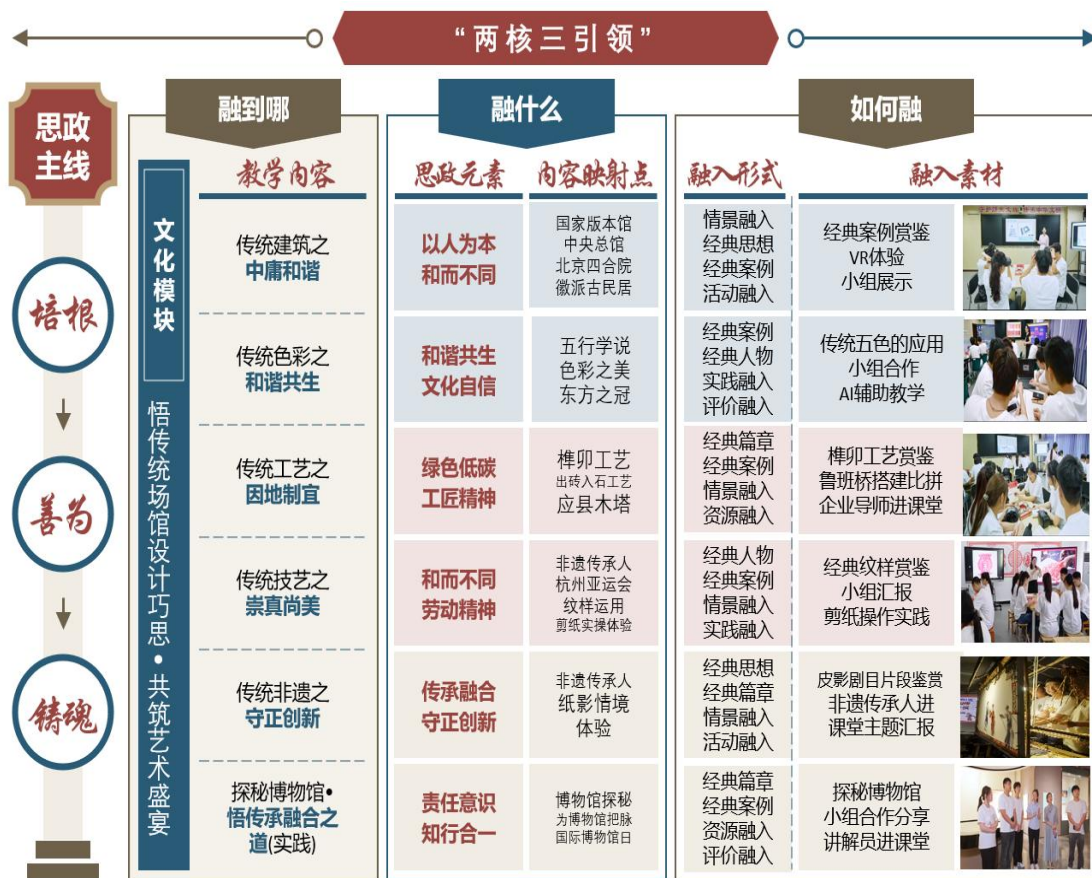 “两核三引领”
思政
主线
培根
善为
铸魂
融到哪
融什么
如何融
文化模块
悟传统场馆设计巧思•共筑艺术盛宴
教学内容
思政元素
内容映射点
融入形式
融入素材
传统建筑之
中庸和谐
以人为本
和而不同
国家版本馆
中央总馆
北京四合院
徽派古民居
情景融入
经典思想
经典案例
活动融入
经典案例赏鉴
VR体验
小组展示
传统色彩之
和谐共生
和谐共生
文化自信
五行学说
色彩之美
东方之冠
经典案例
经典人物
实践融入
评价融入
传统五色的应用
小组合作
AI辅助教学
传统工艺之
因地制宜
绿色低碳
工匠精神
榫卯工艺
出砖入石工艺
应县木塔
经典篇章
经典案例
情景融入
资源融入
榫卯工艺赏鉴
鲁班桥搭建比拼
企业导师进课堂
传统技艺之
崇真尚美
和而不同
劳动精神
非遗传承人
杭州亚运会
纹样运用
剪纸实操体验
经典人物
经典案例
情景融入
实践融入
经典纹样赏鉴
小组汇报
剪纸操作实践
传统非遗之
守正创新
传承融合
守正创新
非遗传承人
纸影情境
体验
经典思想
经典篇章
情景融入
活动融入
皮影剧目片段鉴赏
非遗传承人进
课堂主题汇报
探秘博物馆•
悟传承融合之
道(实践)
责任意识
知行合一
博物馆探秘
为博物馆把脉
国际博物馆日
经典篇章
经典案例
资源融入
评价融入
探秘博物馆
小组合作分享
讲解员进课堂